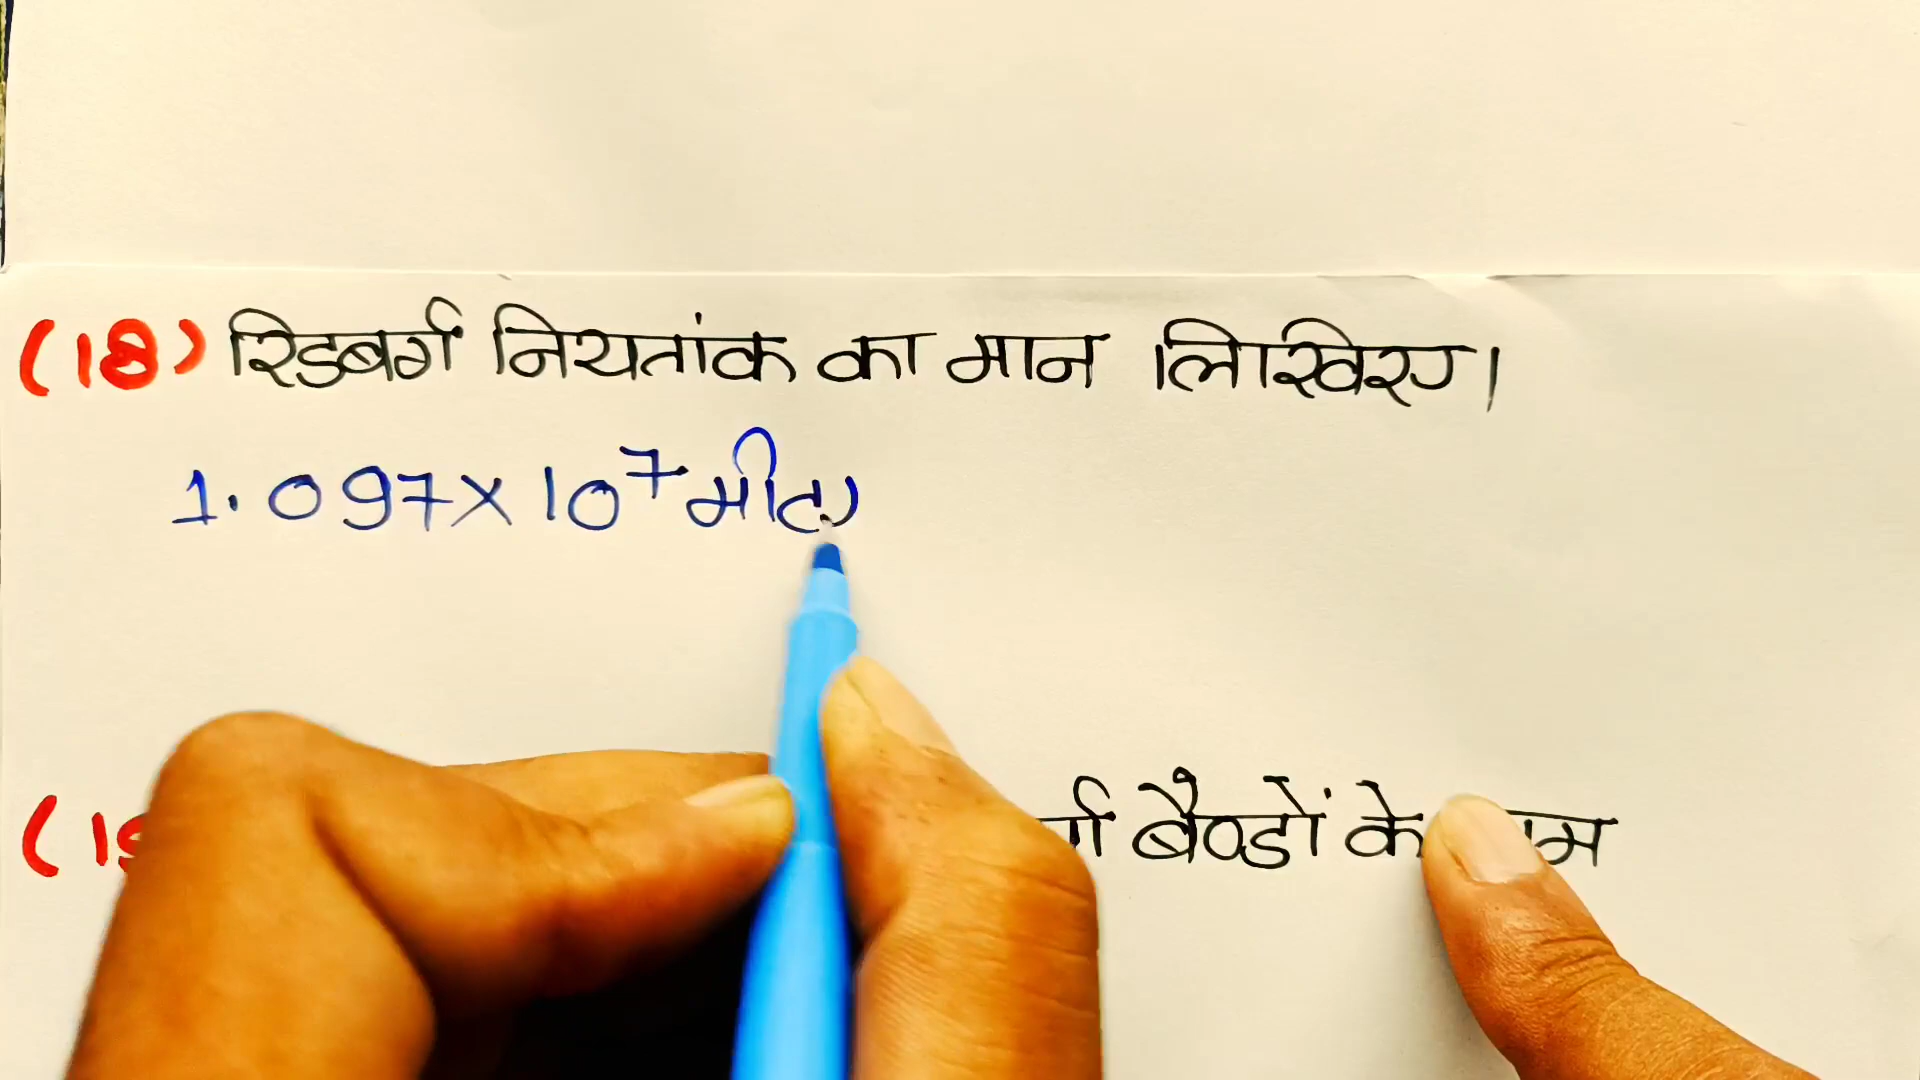 (18) रिडबर्ग नियतांक का मान लिखिए।
1.097 × 10⁷ मीटर
बैण्डों के